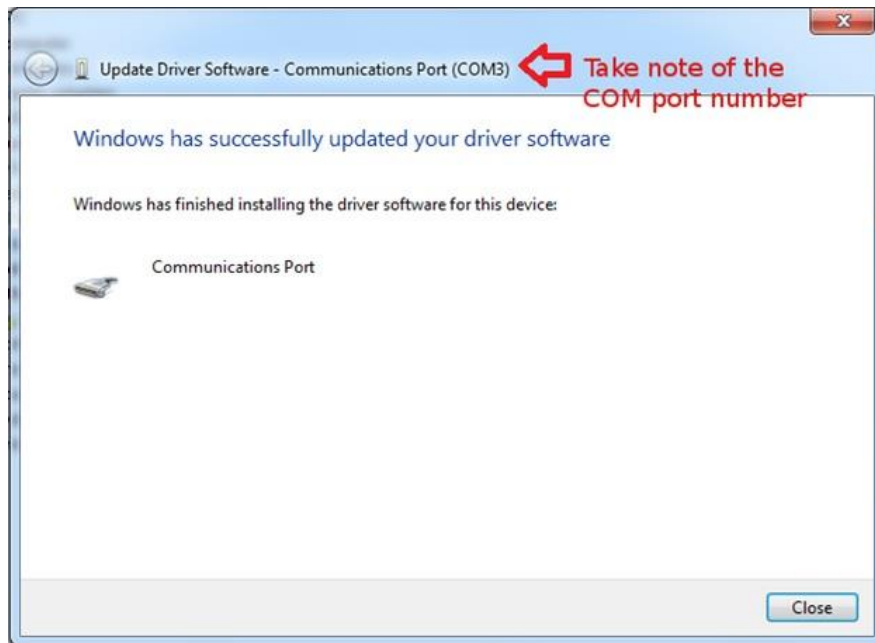 Update Driver Software - Communications Port (COM3)
Take note of the
COM port number
Windows has successfully updated your driver software
Windows has finished installing the driver software for this device:
Communications Port
Close